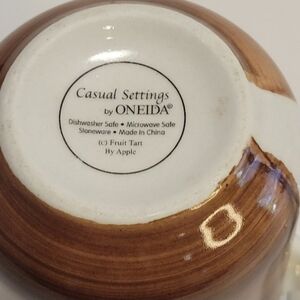 Casual Settings
by ONEIDA®
Dishwasher Safe • Microwave Safe
Stoneware • Made In China
(c) Fruit Tart
By Apple